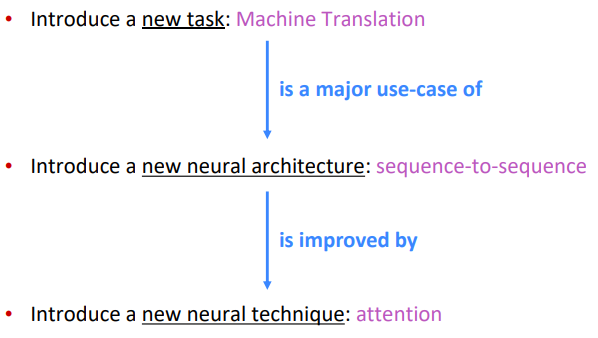 • Introduce a new task: Machine Translation
is a major use-case of
• Introduce a new neural architecture: sequence-to-sequence
is improved by
• Introduce a new neural technique: attention